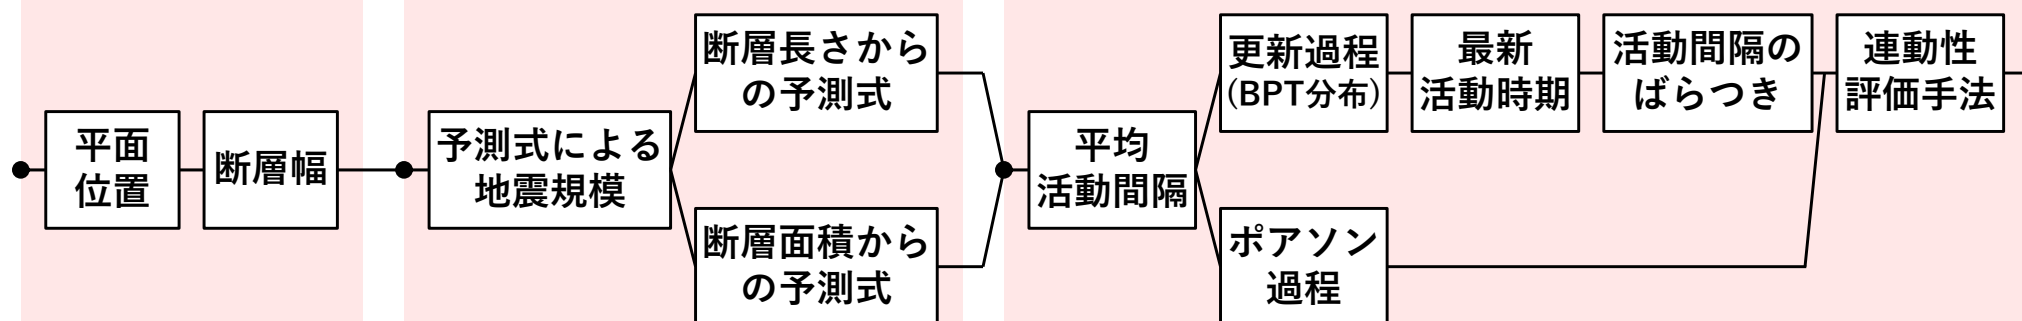 平面
位置
断層幅
予測式による
地震規模
断層長さから
の予測式
断層面積から
の予測式
平均
活動間隔
更新過程
(BPT分布)
最新
活動時期
活動間隔の
ばらつき
ポアソン
過程
連動性
評価手法